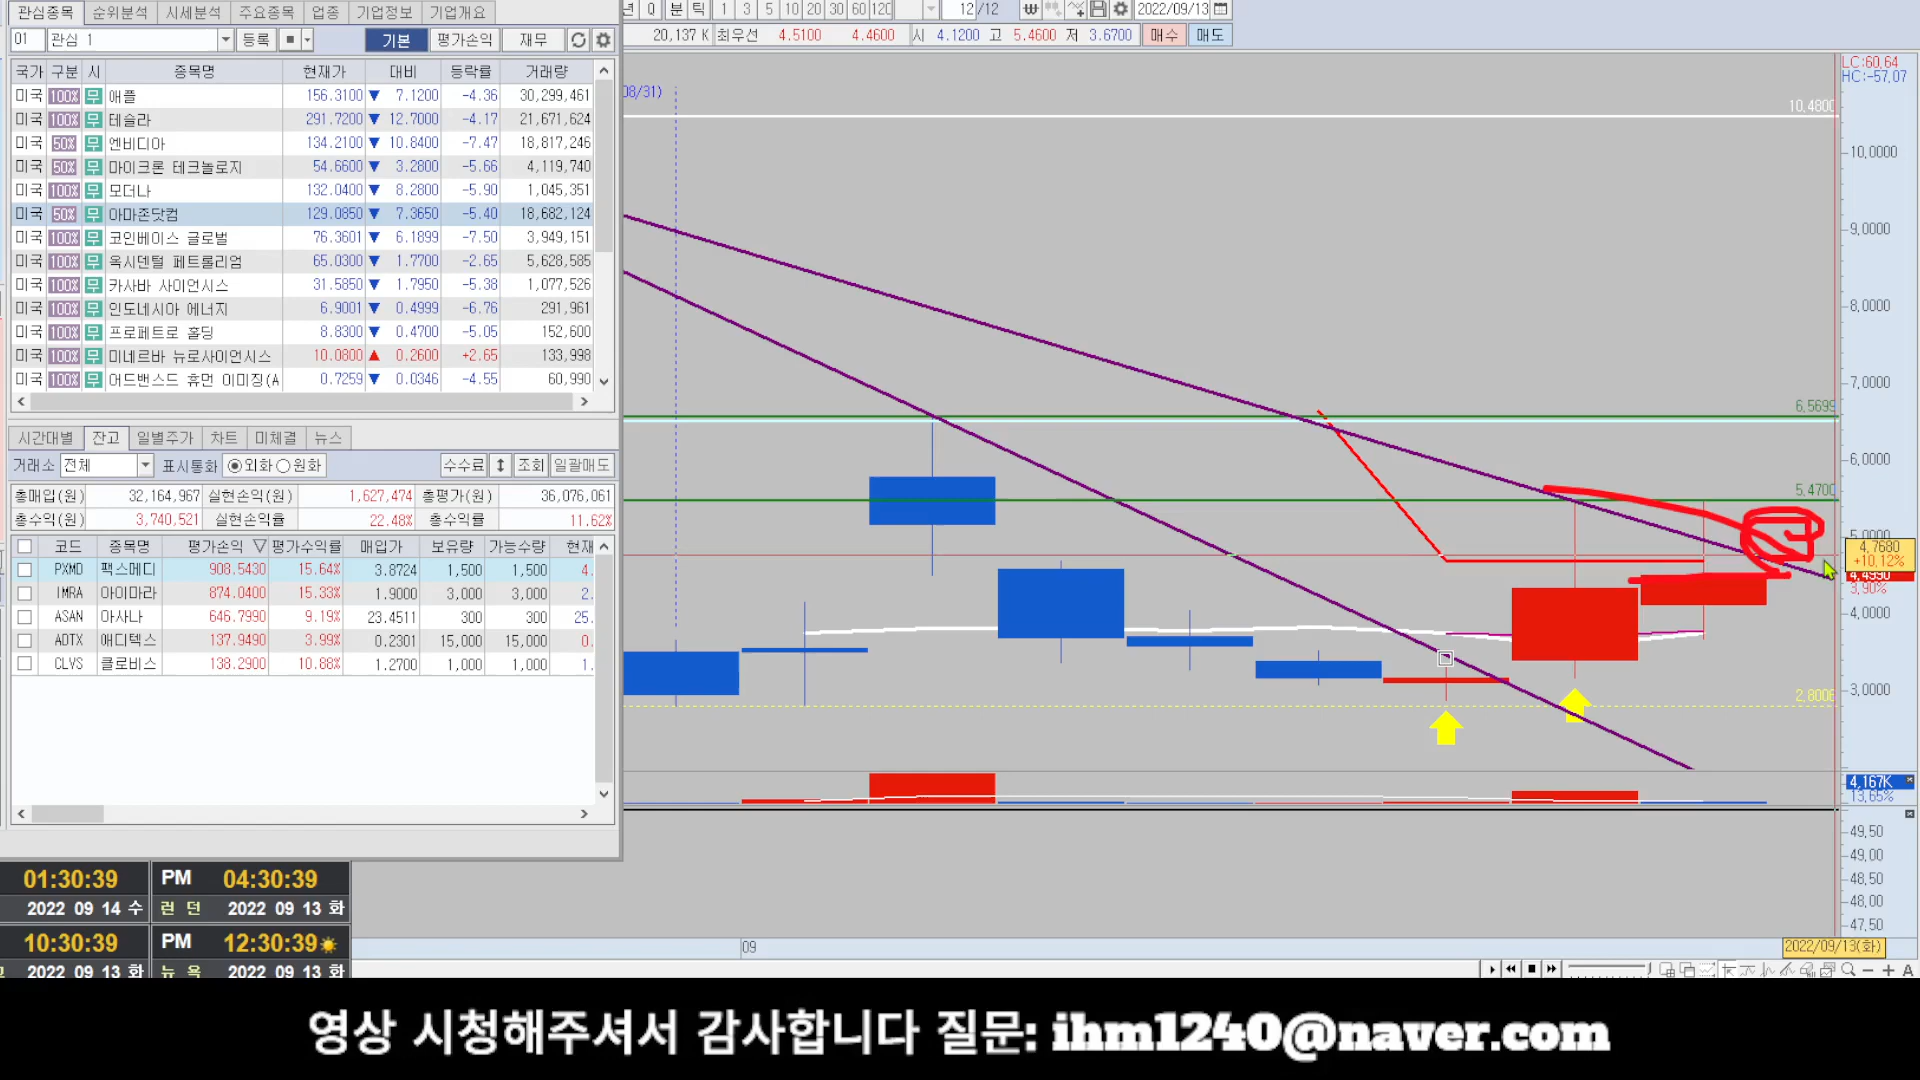 관심종목 순위분석 시세분석 주요종목 업종 기업정보 기업개요
01 관심 1 등록 기본 평가손익 재무
국가 구분 시 종목명 현재가 대비 등락률 거래량
미국 100% 무 애플 156.3100 ▼ 7.1200 -4.36 30,299,461
미국 100% 무 테슬라 291.7200 ▼ 12.7000 -4.17 21,671,624
미국 50% 무 엔비디아 134.2100 ▼ 10.8400 -7.47 18,817,246
미국 50% 무 마이크론 테크놀로지 54.6600 ▼ 3.2800 -5.66 4,119,740
미국 100% 무 모더나 132.0400 ▼ 8.2800 -5.90 1,045,351
미국 50% 무 아마존닷컴 129.0850 ▼ 7.3650 -5.40 18,682,124
미국 100% 무 코인베이스 글로벌 76.3601 ▼ 6.1899 -7.50 3,949,151
미국 100% 무 옥시덴털 페트롤리엄 65.0300 ▼ 1.7700 -2.65 5,628,585
미국 100% 무 카사바 사이언시스 31.5850 ▼ 1.7950 -5.38 1,077,526
미국 100% 무 인도네시아 에너지 6.9001 ▼ 0.4999 -6.76 291,961
미국 100% 무 프로페트로 홀딩 8.8300 ▼ 0.4700 -5.05 152,600
미국 100% 무 미네르바 뉴로사이언시스 10.0800 ▲ 0.2600 +2.65 133,998
미국 100% 무 어드밴스드 휴먼 이미징(A 0.7259 ▼ 0.0346 -4.55 60,990
시간대별 잔고 일별주가 차트 미체결 뉴스
거래소 전체 표시통화 외화 원화 수수료 조회 일괄매도
총매입(원) 32,164,967 실현손익(원) 1,627,474 총평가(원) 36,076,061
총수익(원) 3,740,521 실현손익률 22.48% 총수익률 11.62%
코드 종목명 평가손익 ▽ 평가수익률 매입가 보유량 가능수량 현재
PXMD 팩스메디 908.5430 15.64% 3.8724 1,500 1,500 4.
IMRA 아이마라 874.0400 15.33% 1.9000 3,000 3,000 2.
ASAN 아사나 646.7990 9.19% 23.4511 300 300 25.
ADTX 애디텍스 137.9490 3.99% 0.2301 15,000 15,000 0.
CLVS 클로비스 138.2900 10.88% 1.2700 1,000 1,000 1.
01:30:39 PM 04:30:39
2022 09 14 수 런 던 2022 09 13 화
10:30:39 PM 12:30:39
2022 09 13 화 뉴 욕 2022 09 13 화
분 틱 1 3 5 10 20 30 60 120 12 /12 2022/09/13
20,137 K 최우선 4.5100 4.4600 시 4.1200 고 5.4600 저 3.6700 매수 매도
08/31)
LC:60,64
HC:-57,07
10,4800
10,0000
9,0000
8,0000
7,0000
6,5699
6,0000
5,4700
5,0000
4,7680
+10,12%
4,4990
3,90%
4,0000
3,0000
2,8006
4,167K
13,65%
49,50
49,00
48,50
48,00
47,50
09
2022/09/13(화)
영상 시청해주셔서 감사합니다 질문: ihm1240@naver.com